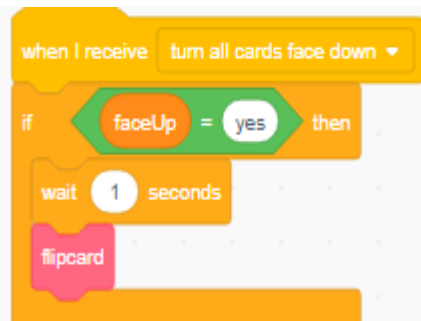 when I receive turn all cards face down
if faceUp = yes then
wait 1 seconds
flipcard